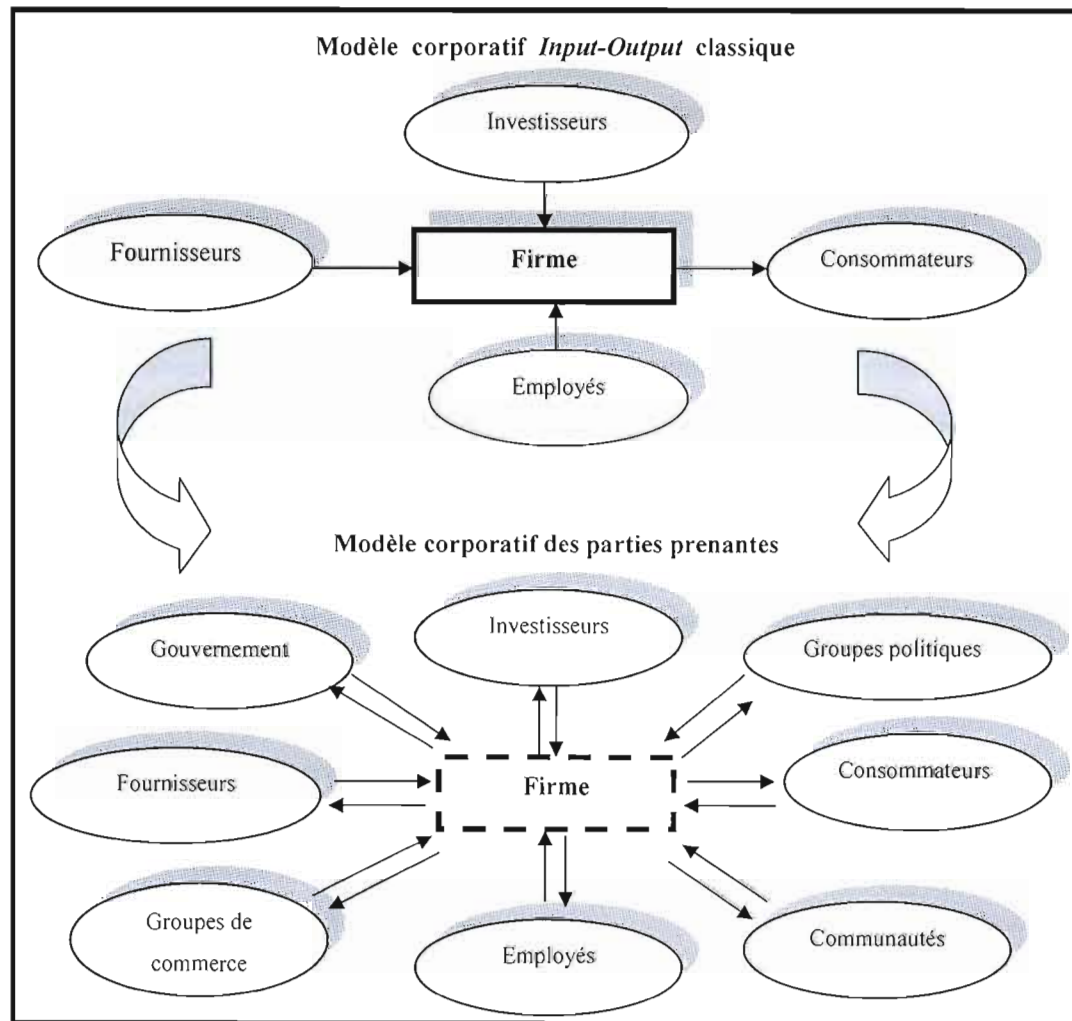 Modèle corporatif Input-Output classique
Investisseurs
Fournisseurs
Firme
Consommateurs
Employés
Modèle corporatif des parties prenantes
Gouvernement
Investisseurs
Groupes politiques
Fournisseurs
Firme
Consommateurs
Groupes de
commerce
Employés
Communautés